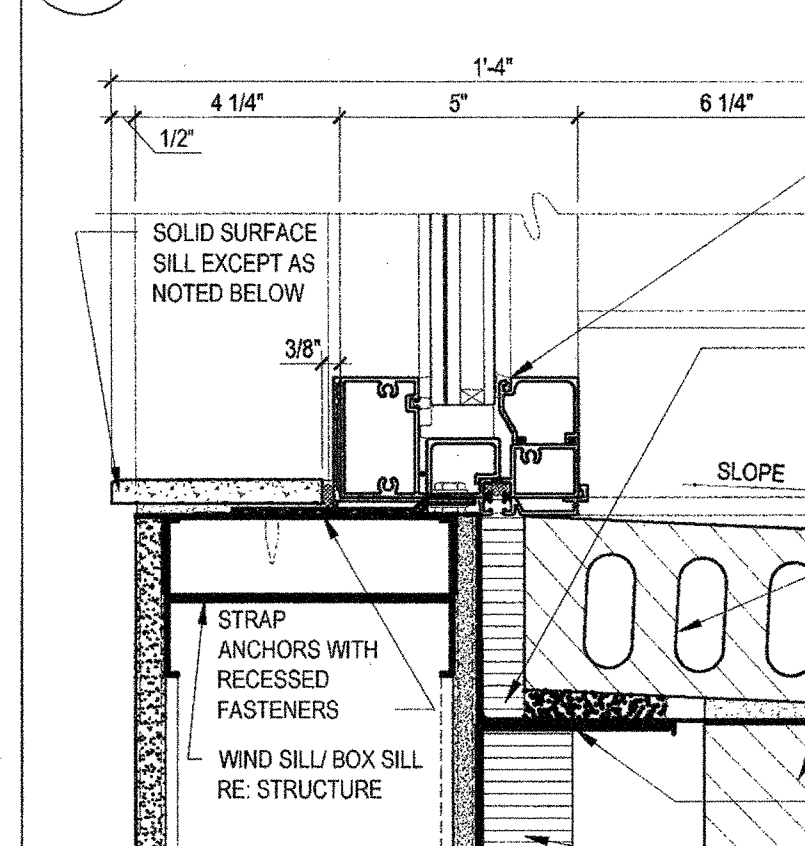 1'-4"
4 1/4"
5"
6 1/4"
1/2"
SOLID SURFACE
SILL EXCEPT AS
NOTED BELOW
3/8"
SLOPE
STRAP
ANCHORS WITH
RECESSED
FASTENERS
WIND SILL/ BOX SILL
RE: STRUCTURE